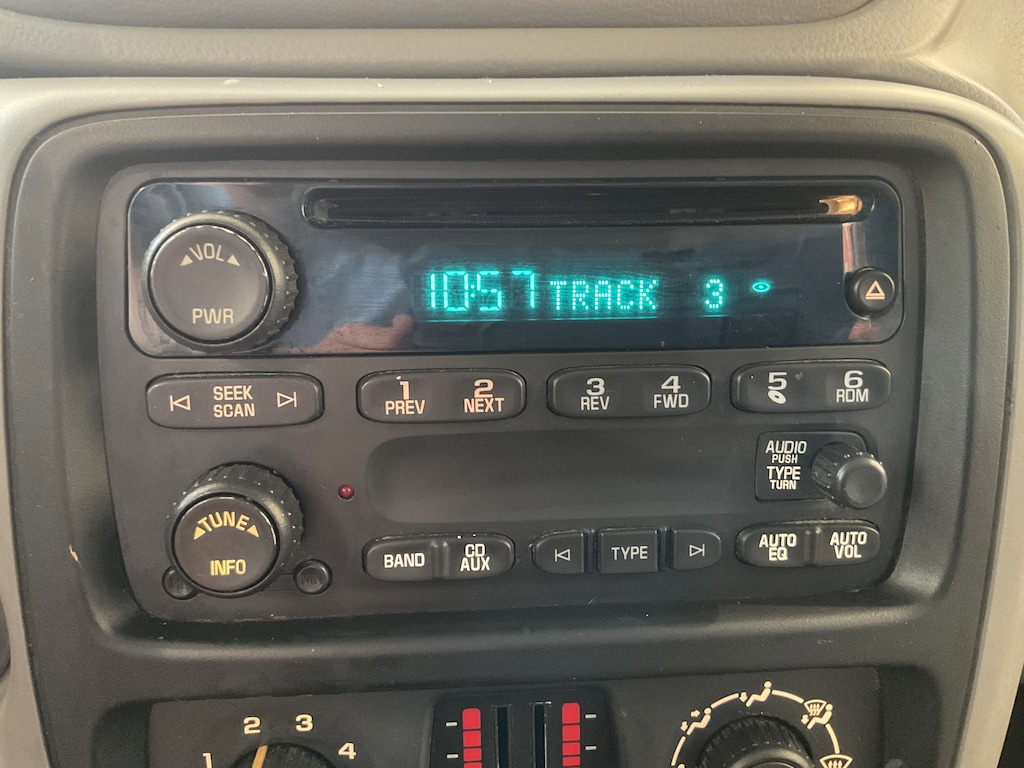 VOL
PWR
10:57 TRACK 3
SEEK
SCAN
1
PREV
2
NEXT
3
REV
4
FWD
5
6
RDM
AUDIO
PUSH
TYPE
TURN
TUNE
INFO
BAND
CD
AUX
TYPE
AUTO
EQ
AUTO
VOL
1 2 3 4